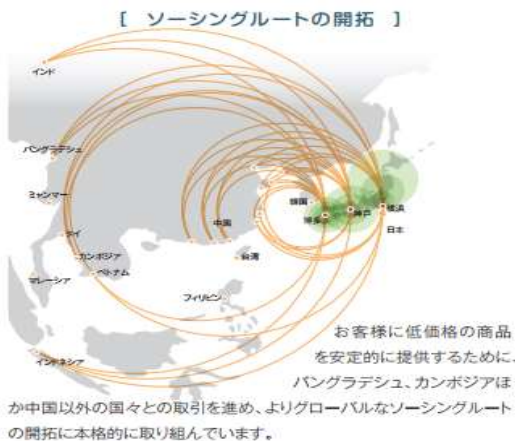 [ ソーシングルートの開拓 ]
インド
バングラデシュ
ミャンマー
タイ
カンボジア
ベトナム
マレーシア
インドネシア
フィリピン
台湾
中国
韓国
博多
神戸
横浜
日本
お客様に低価格の商品
を安定的に提供するために、
バングラデシュ、カンボジアほ
か中国以外の国々との取引を進め、よりグローバルなソーシングルート
の開拓に本格的に取り組んでいます。